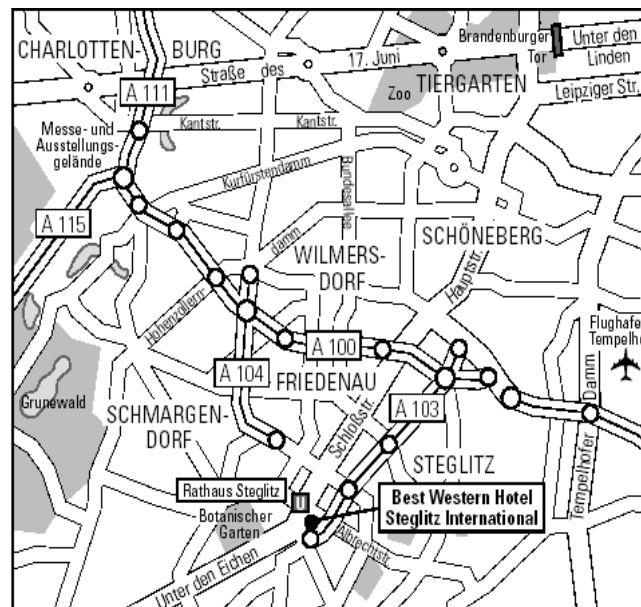 CHARLOTTEN-
BURG
Brandenburger
Tor
Unter den
Linden
Straße des
17. Juni
TIERGARTEN
Zoo
Leipziger Str.
A 111
Messe- und
Ausstellungs-
gelände
Kantstr.
Kantstr.
Kurfürstendamm
Bundesallee
A 115
SCHÖNEBERG
Hauptstr.
WILMERS-
DORF
Hohenzollern-
damm
Flughafe
Tempelho
A 100
A 104
FRIEDENAU
A 103
Grunewald
SCHMARGEN-
DORF
Schloßstr.
STEGLITZ
Tempelhofer
Damm
Rathaus Steglitz
U
Botanischer
Garten
Best Western Hotel
Steglitz International
Albrechtstr.
Unter den Eichen